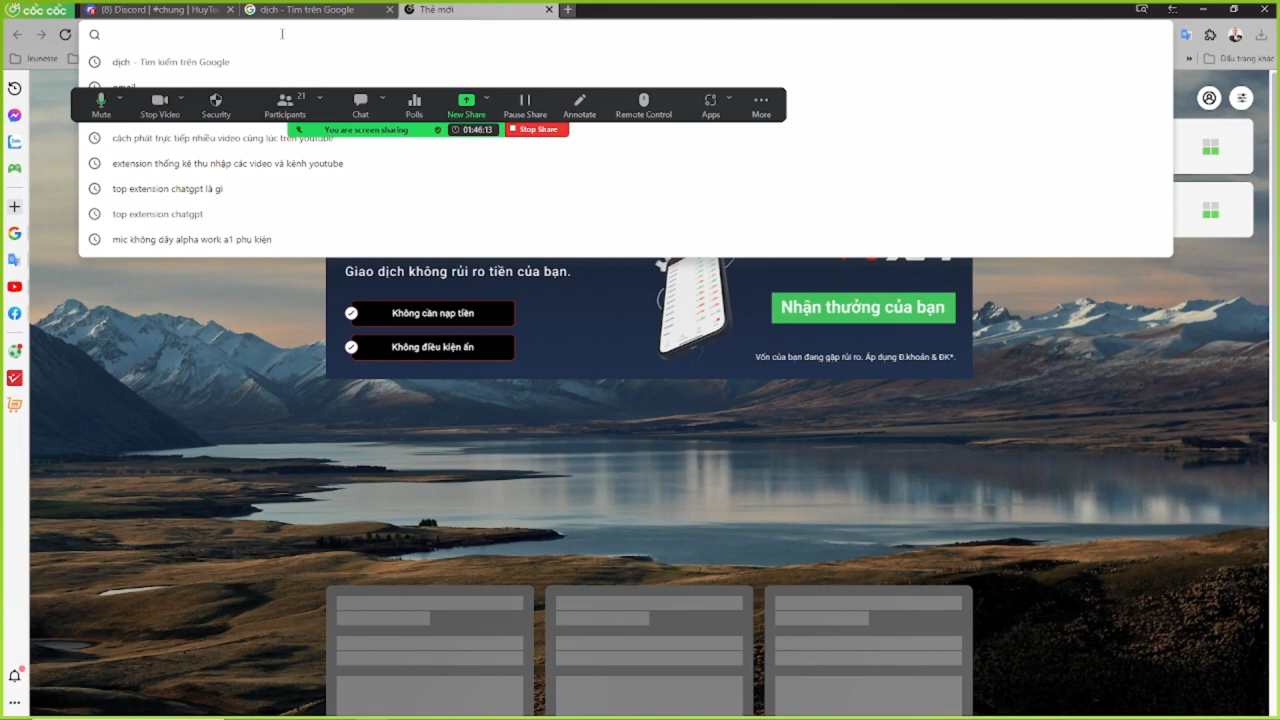 cốc cốc
(8) Discord | #chung | HuyTe
dịch - Tìm trên Google
Thẻ mới
Jeunesse
Dấu trang khác
dịch - Tìm kiếm trên Google
gmail
Mute
Stop Video
Security
Participants
21
Chat
Polls
New Share
Pause Share
Annotate
Remote Control
Apps
More
You are screen sharing
01:46:13
Stop Share
cách phát trực tiếp nhiều video cùng lúc trên youtube
extension thống kê thu nhập các video và kênh youtube
top extension chatgpt là gì
top extension chatgpt
mic không dây alpha work a1 phụ kiện
Giao dịch không rủi ro tiền của bạn.
Không cần nạp tiền
Không điều kiện ẩn
Nhận thưởng của bạn
Vốn của bạn đang gặp rủi ro. Áp dụng Đ.khoản & ĐK*.